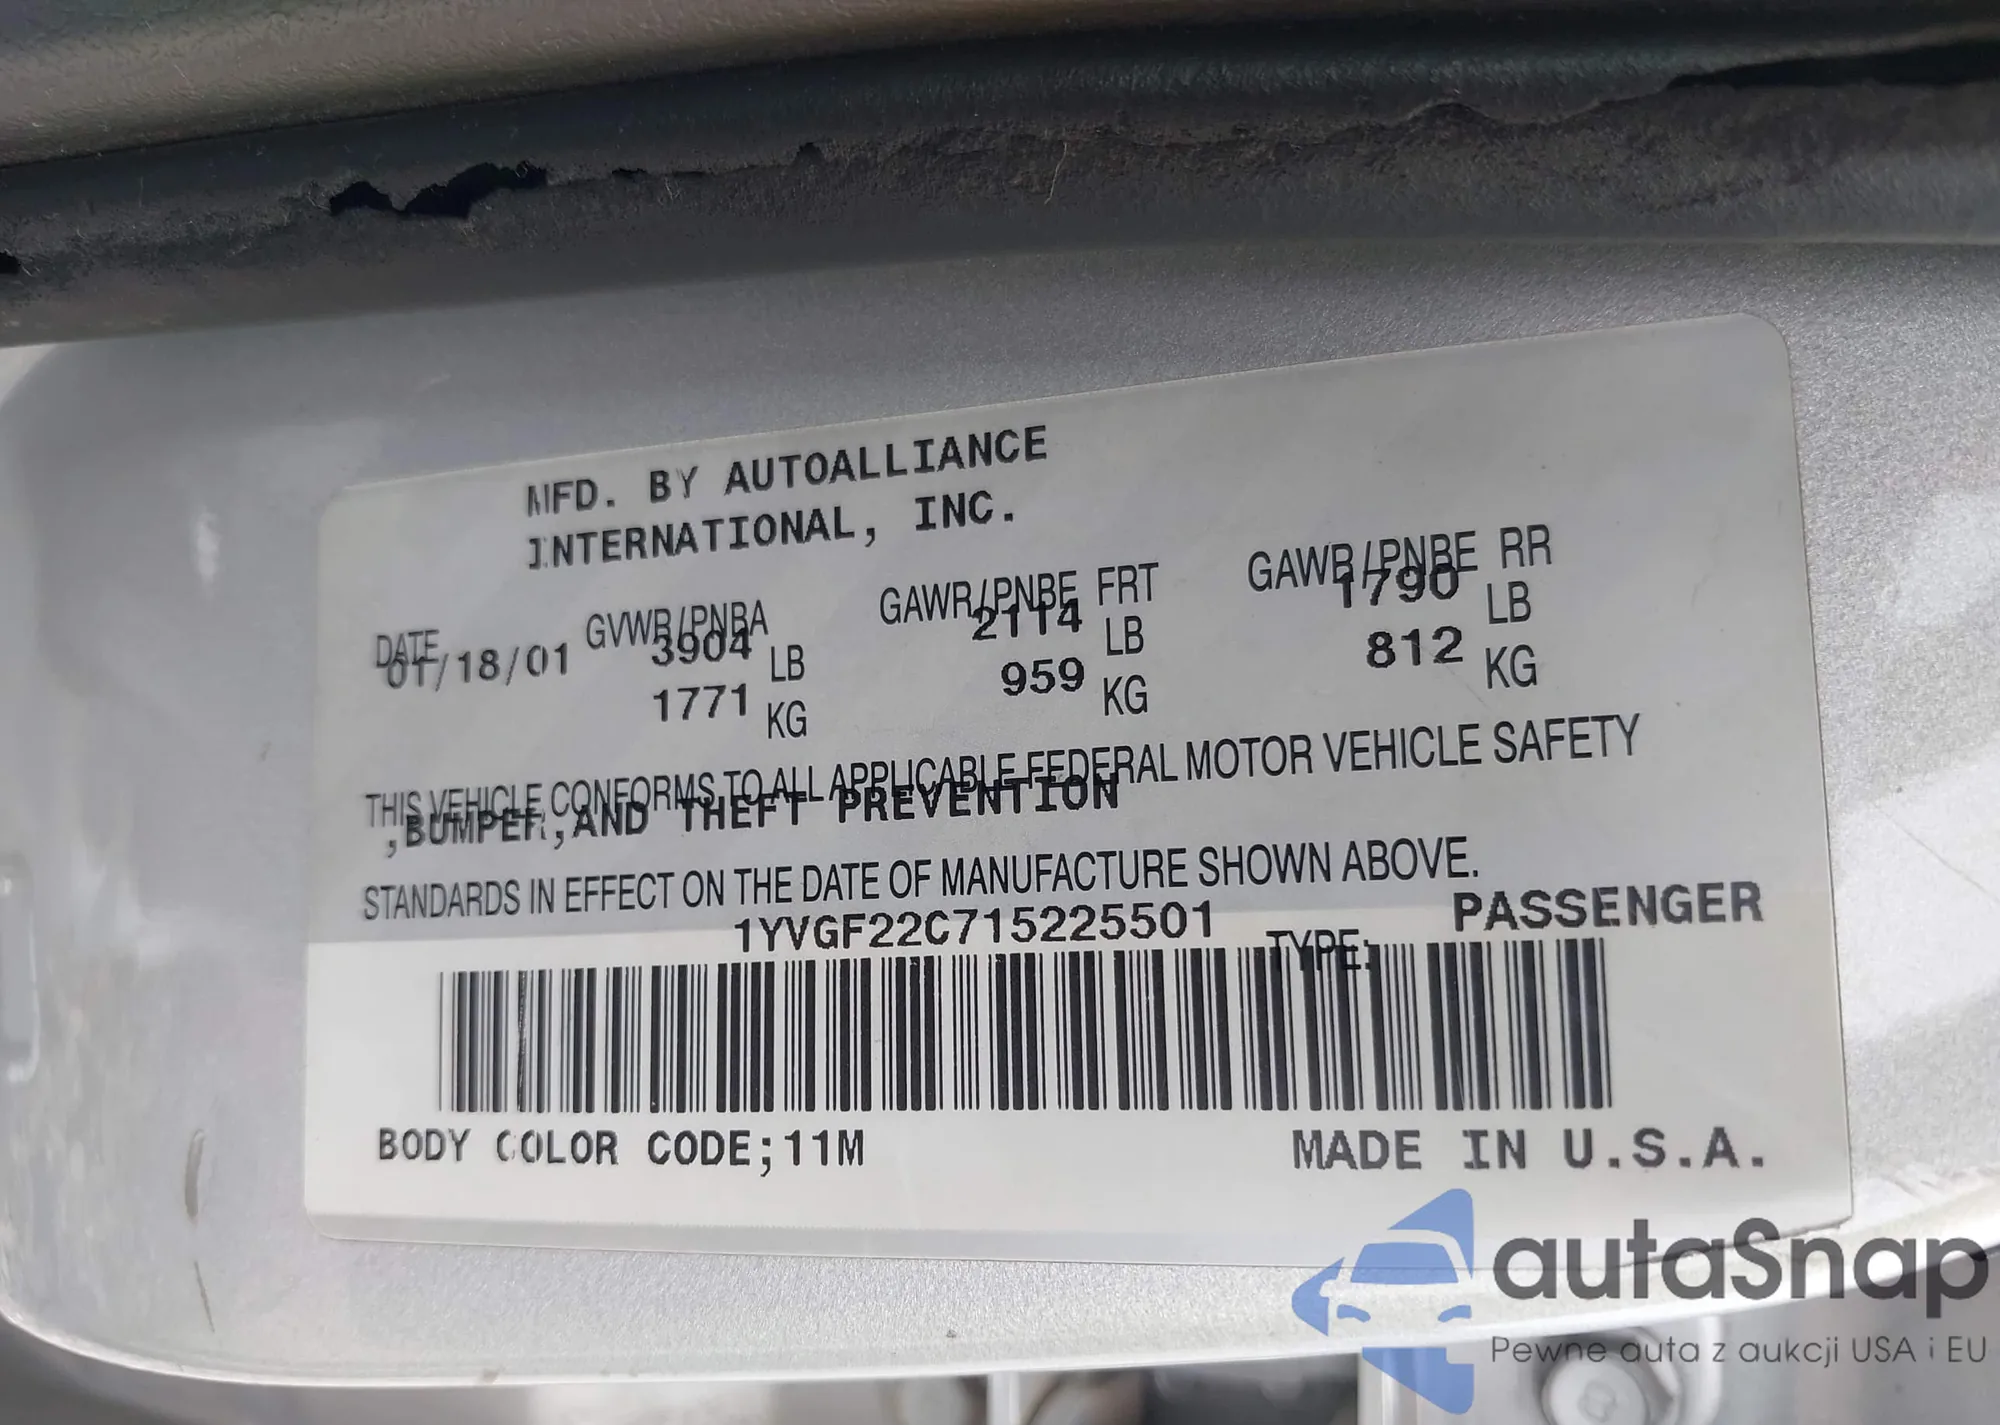 MFD. BY AUTOALLIANCE
INTERNATIONAL, INC.
DATE GVWR/PNBA GAWR/PNBE FRT GAWR/PNBE RR
01/18/01 3904 LB 2114 LB 1790 LB
1771 KG 959 KG 812 KG
THIS VEHICLE CONFORMS TO ALL APPLICABLE FEDERAL MOTOR VEHICLE SAFETY
,BUMPER,AND THEFT PREVENTION
STANDARDS IN EFFECT ON THE DATE OF MANUFACTURE SHOWN ABOVE.
1YVGF22C715225501 TYPE: PASSENGER
BODY COLOR CODE;11M MADE IN U.S.A.
autaSnap
Pewne auta z aukcji USA i EU